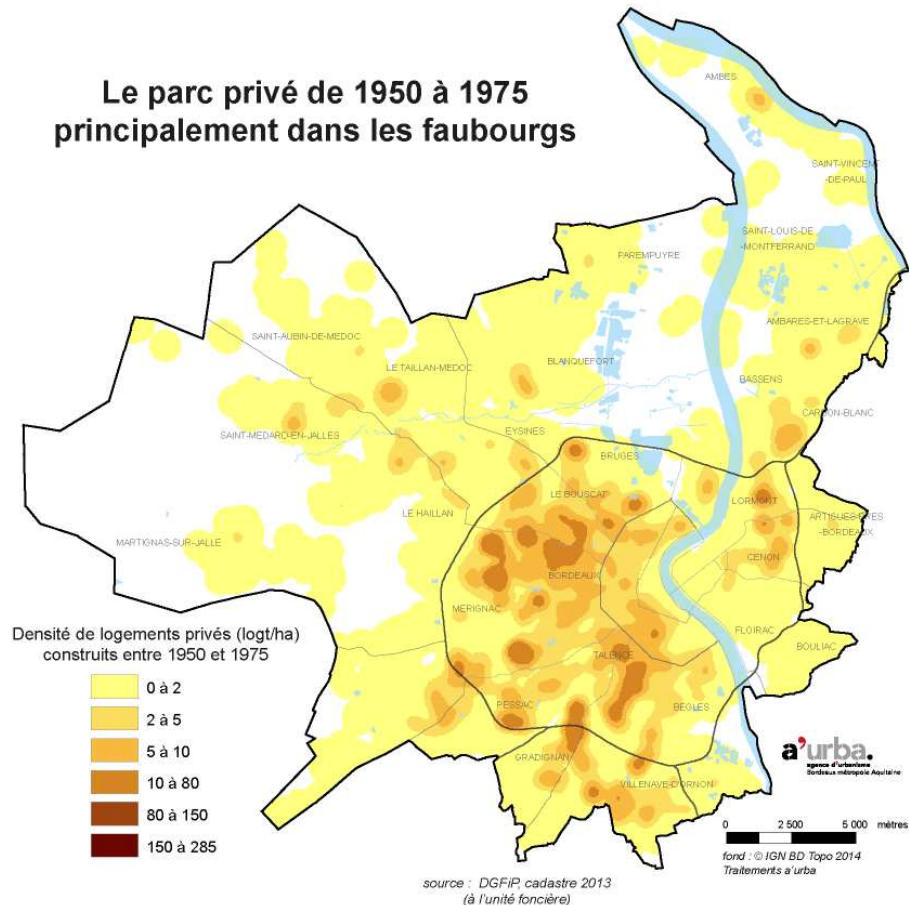 Le parc privé de 1950 à 1975
principalement dans les faubourgs
AMBES
SAINT-VINCENT
-DE-PAUL
SAINT-LOUIS-DE
-MONTFERRAND
PAREMPUYRE
AMBARES-ET-LAGRAVE
SAINT-AUBIN-DE-MEDOC
BLANQUEFORT
LE TAILLAN-MEDOC
BASSENS
CARBON-BLANC
SAINT-MEDARD-EN-JALLES
EYSINES
BRUGES
LE BOUSCAT
LORMONT
LE HAILLAN
ARTIGUES-PRES
-BORDEAUX
MARTIGNAS-SUR-JALLE
CENON
BORDEAUX
MERIGNAC
FLOIRAC
BOULIAC
TALENCE
PESSAC
BEGLES
GRADIGNAN
VILLENAVE-D'ORNON
Densité de logements privés (logt/ha)
construits entre 1950 et 1975
0 à 2
2 à 5
5 à 10
10 à 80
80 à 150
150 à 285
a'urba.
agence d'urbanisme
Bordeaux métropole Aquitaine
0 2 500 5 000 mètres
fond : © IGN BD Topo 2014
Traitements a'urba
source : DGFiP, cadastre 2013
(à l'unité foncière)